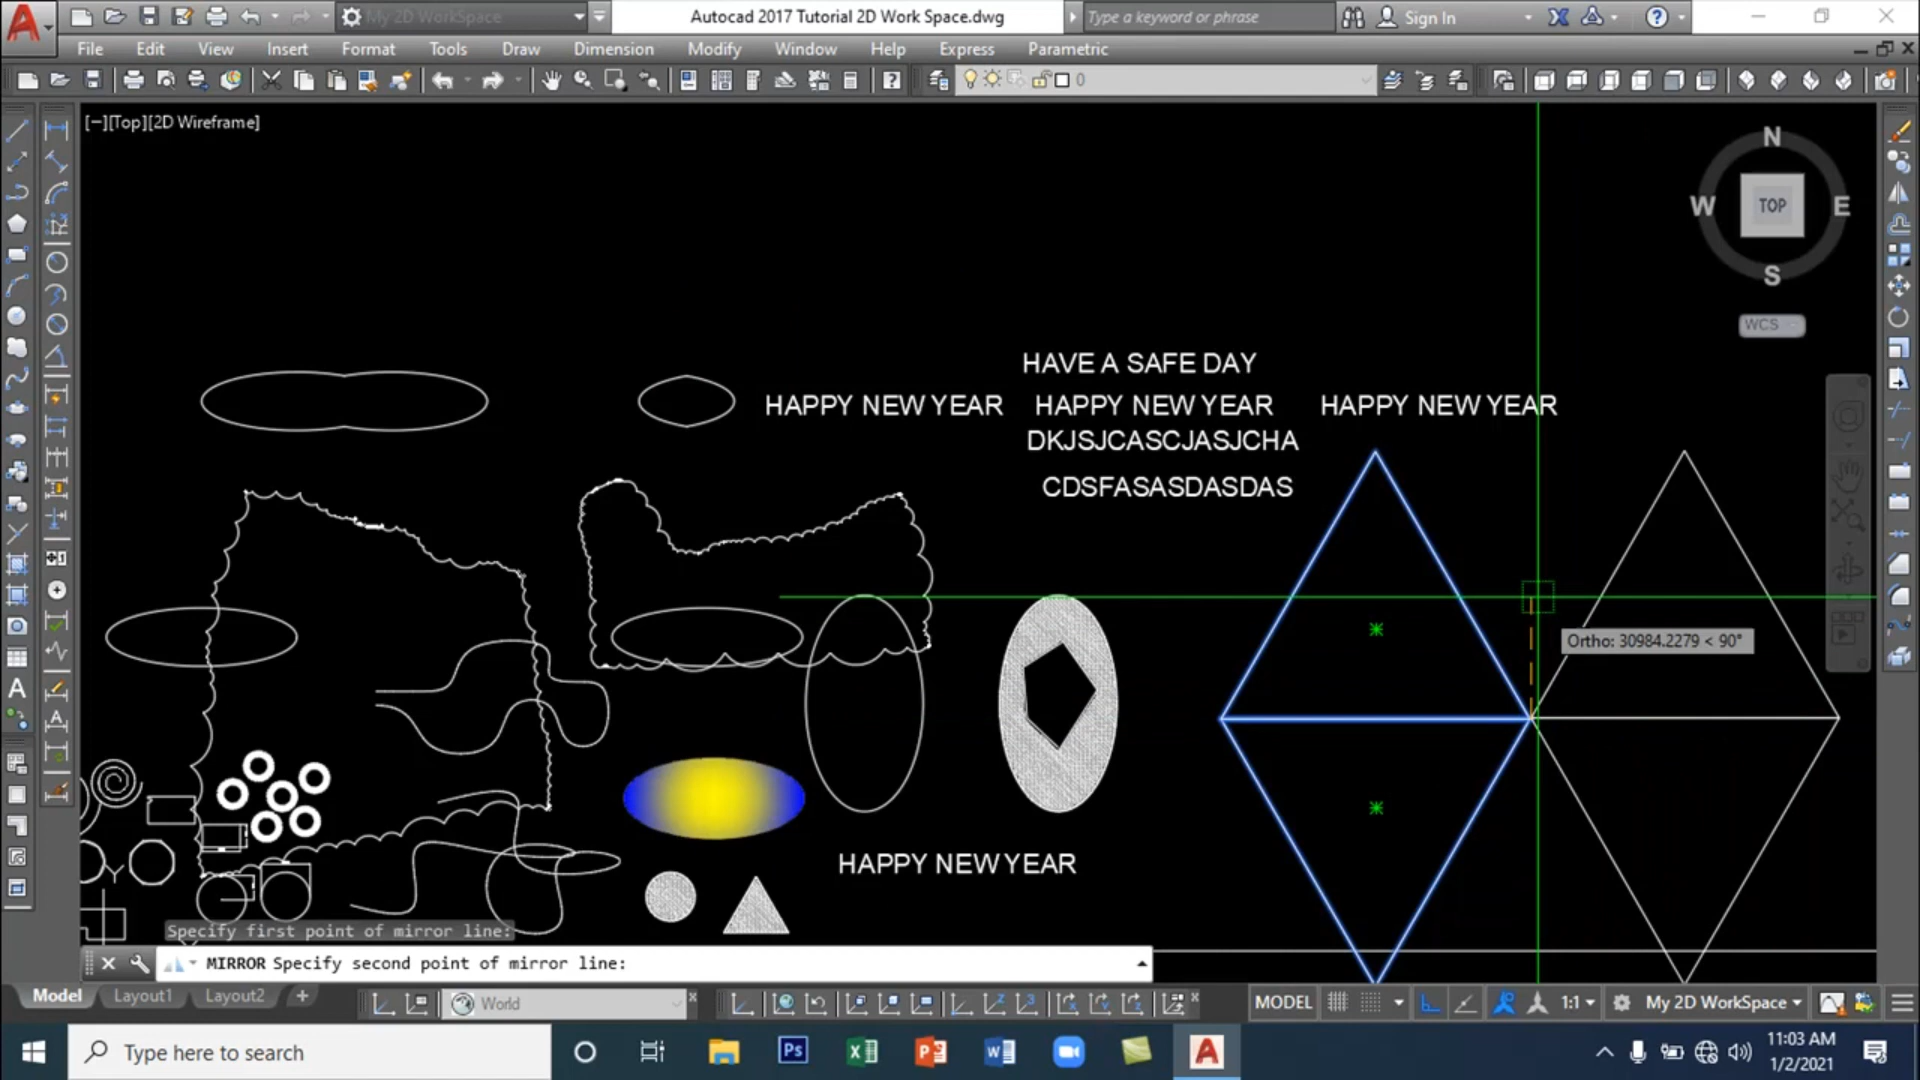 My 2D WorkSpace
Autocad 2017 Tutorial 2D Work Space.dwg
Type a keyword or phrase
Sign In
File Edit View Insert Format Tools Draw Dimension Modify Window Help Express Parametric
0
[−][Top][2D Wireframe]
N
W TOP E
S
WCS
HAVE A SAFE DAY
HAPPY NEW YEAR HAPPY NEW YEAR HAPPY NEW YEAR
DKJSJCASCJASJCHA
CDSFASASDASDAS
Ortho: 30984.2279 < 90°
HAPPY NEW YEAR
Specify first point of mirror line:
MIRROR Specify second point of mirror line:
Model Layout1 Layout2 +
World
MODEL
1:1
My 2D WorkSpace
Type here to search
11:03 AM
1/2/2021